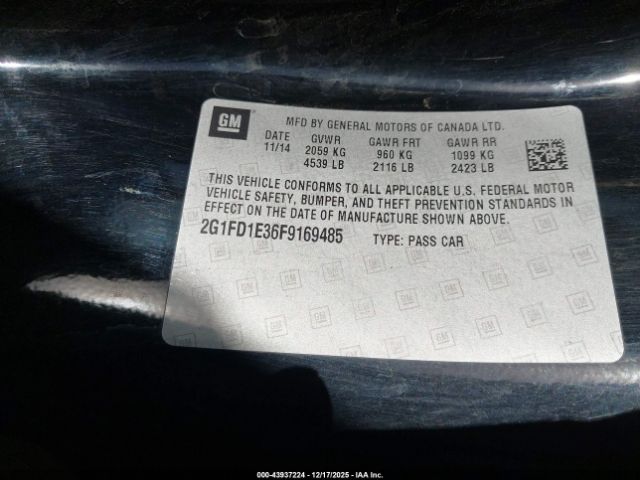 GM
MFD BY GENERAL MOTORS OF CANADA LTD.
DATE GVWR GAWR FRT GAWR RR
11/14 2059 KG 960 KG 1099 KG
4539 LB 2116 LB 2423 LB
THIS VEHICLE CONFORMS TO ALL APPLICABLE U.S. FEDERAL MOTOR
VEHICLE SAFETY, BUMPER, AND THEFT PREVENTION STANDARDS IN
EFFECT ON THE DATE OF MANUFACTURE SHOWN ABOVE.
2G1FD1E36F9169485 TYPE: PASS CAR
000-43937224 - 12/17/2025 - IAA Inc.